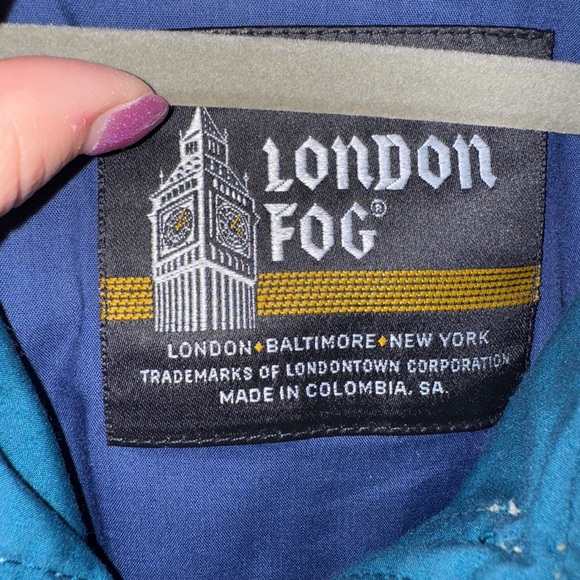 LONDON
FOG®
LONDON♦BALTIMORE♦NEW YORK
TRADEMARKS OF LONDONTOWN CORPORATION
MADE IN COLOMBIA, SA.